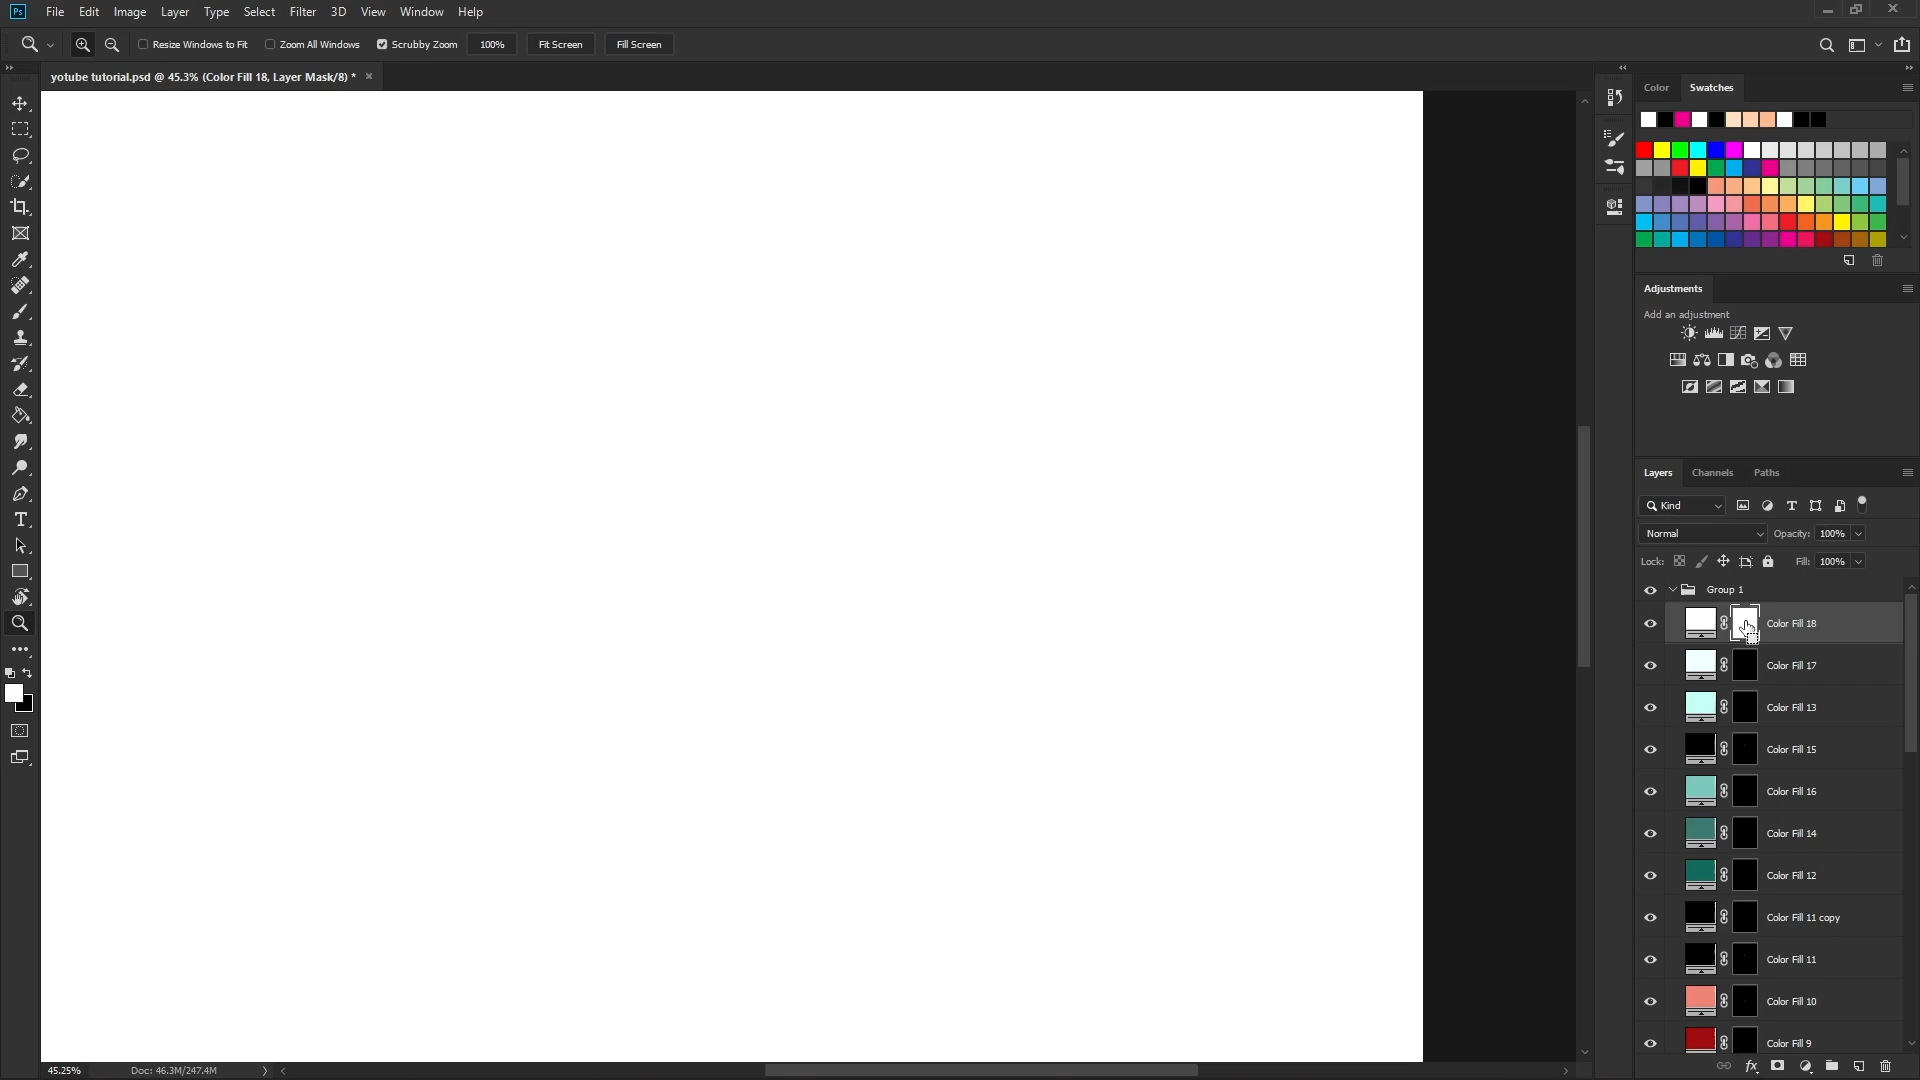 Ps File Edit Image Layer Type Select Filter 3D View Window Help
Resize Windows to Fit Zoom All Windows Scrubby Zoom 100% Fit Screen Fill Screen
yotube tutorial.psd @ 45.3% (Color Fill 18, Layer Mask/8) *
Color Swatches
Adjustments
Add an adjustment
Layers Channels Paths
Kind
Normal Opacity: 100%
Lock: Fill: 100%
Group 1
Color Fill 18
Color Fill 17
Color Fill 13
Color Fill 15
Color Fill 16
Color Fill 14
Color Fill 12
Color Fill 11 copy
Color Fill 11
Color Fill 10
Color Fill 9
45.25% Doc: 46.3M/247.4M